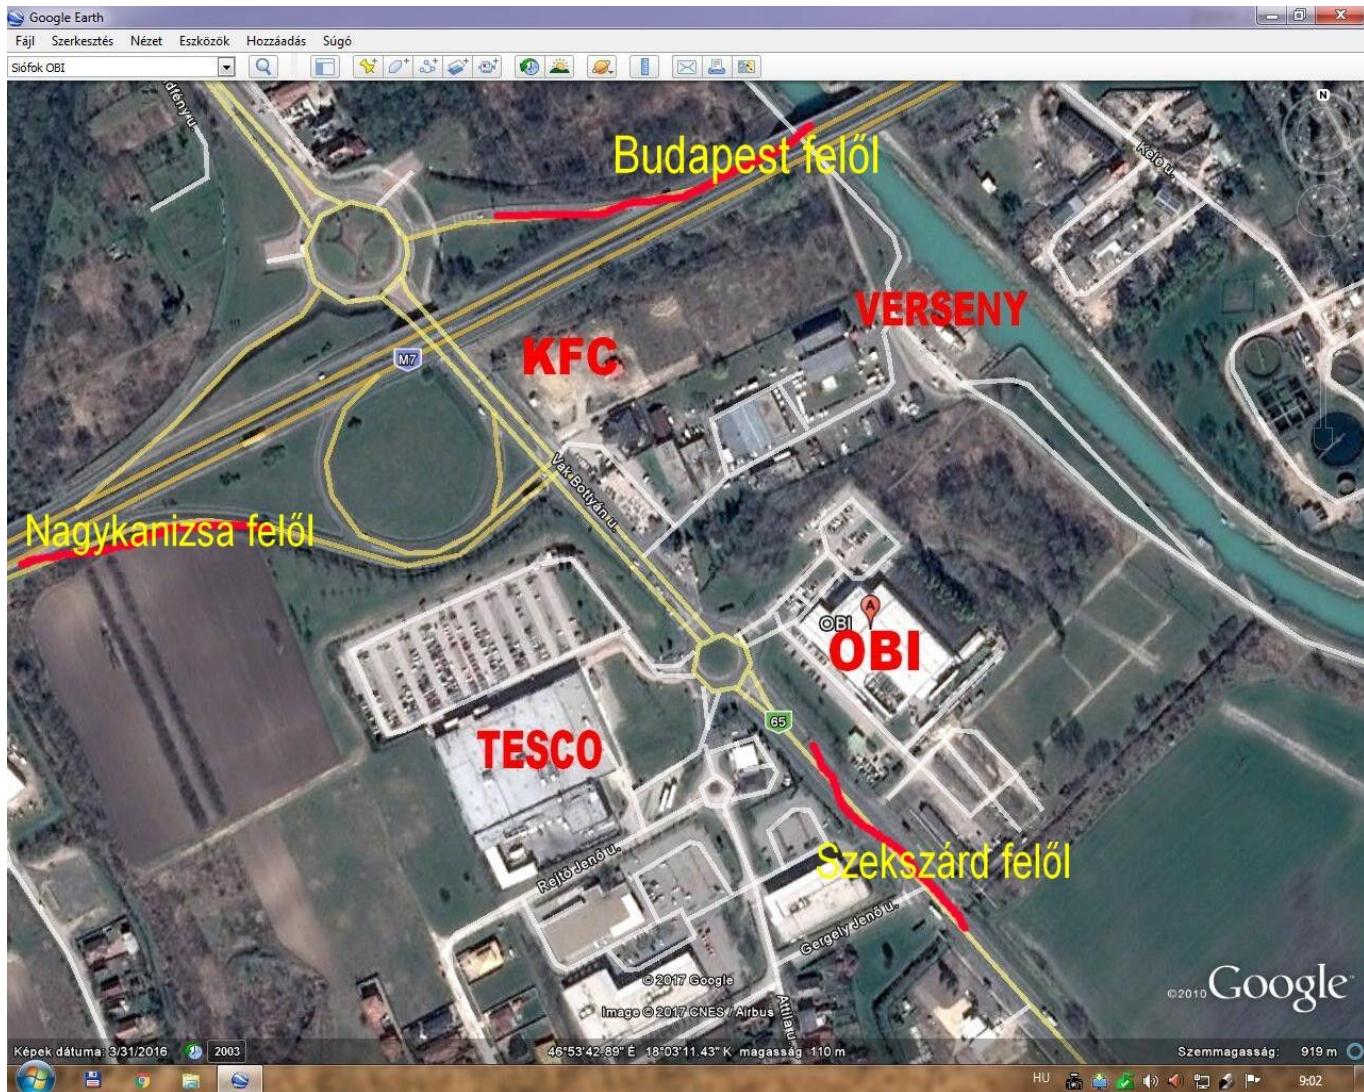 Google Earth
Fájl Szerkesztés Nézet Eszközök Hozzáadás Súgó
Siófok OBI
N
Budapest felől
Kele u.
VERSENY
KFC
M7
Vak Bottyán u.
Nagykanizsa felől
A
OBI
OBI
65
TESCO
Szekszárd felől
Rejtő Jenő u.
Gergely Jenő u.
© 2017 Google
©2010 Google
Image © 2017 CNES / Airbus
Attila u.
Képek dátuma: 3/31/2016 2003 46°53'42.89" É 18°03'11.43" K magasság 110 m Szemmagasság: 919 m
HU 9:02